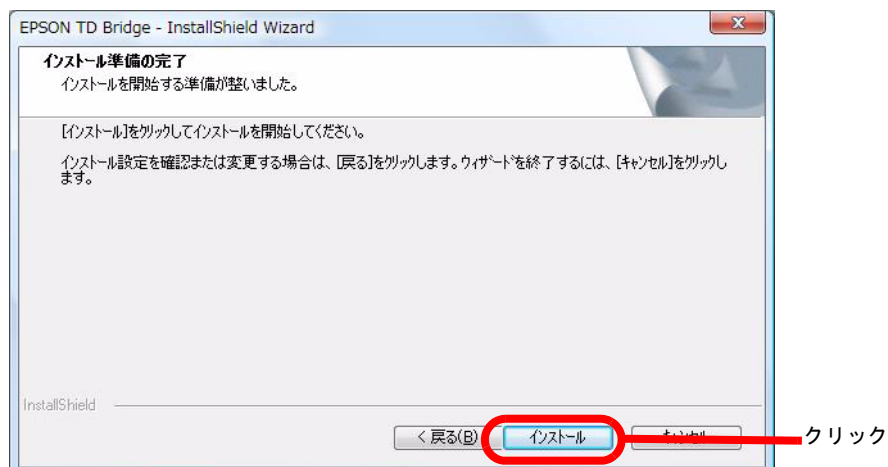 EPSON TD Bridge - InstallShield Wizard
インストール準備の完了
インストールを開始する準備が整いました。
[インストール]をクリックしてインストールを開始してください。
インストール設定を確認または変更する場合は、[戻る]をクリックします。ウィザードを終了するには、[キャンセル]をクリックし
ます。
InstallShield
< 戻る(B)
インストール
キャンセル
クリック